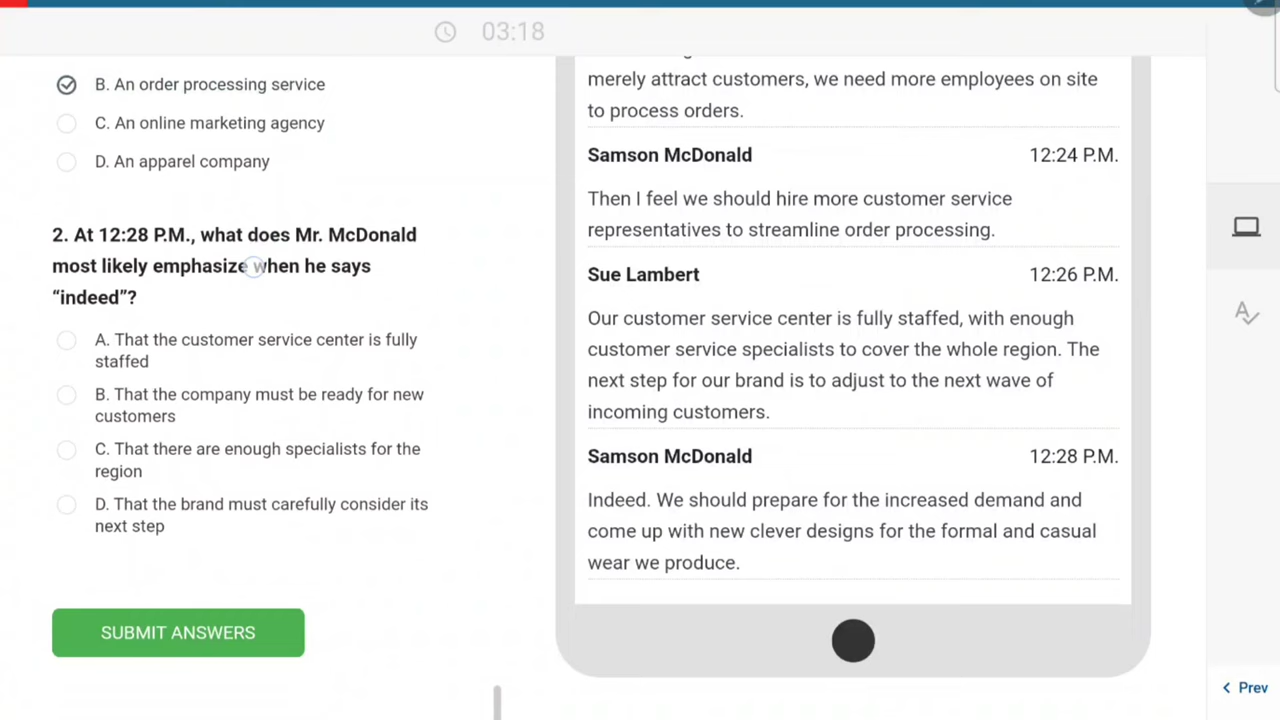 03:18
B. An order processing service
C. An online marketing agency
D. An apparel company
2. At 12:28 P.M., what does Mr. McDonald
most likely emphasize when he says
“indeed”?
A. That the customer service center is fully
staffed
B. That the company must be ready for new
customers
C. That there are enough specialists for the
region
D. That the brand must carefully consider its
next step
SUBMIT ANSWERS
merely attract customers, we need more employees on site
to process orders.
Samson McDonald 12:24 P.M.
Then I feel we should hire more customer service
representatives to streamline order processing.
Sue Lambert 12:26 P.M.
Our customer service center is fully staffed, with enough
customer service specialists to cover the whole region. The
next step for our brand is to adjust to the next wave of
incoming customers.
Samson McDonald 12:28 P.M.
Indeed. We should prepare for the increased demand and
come up with new clever designs for the formal and casual
wear we produce.
Prev